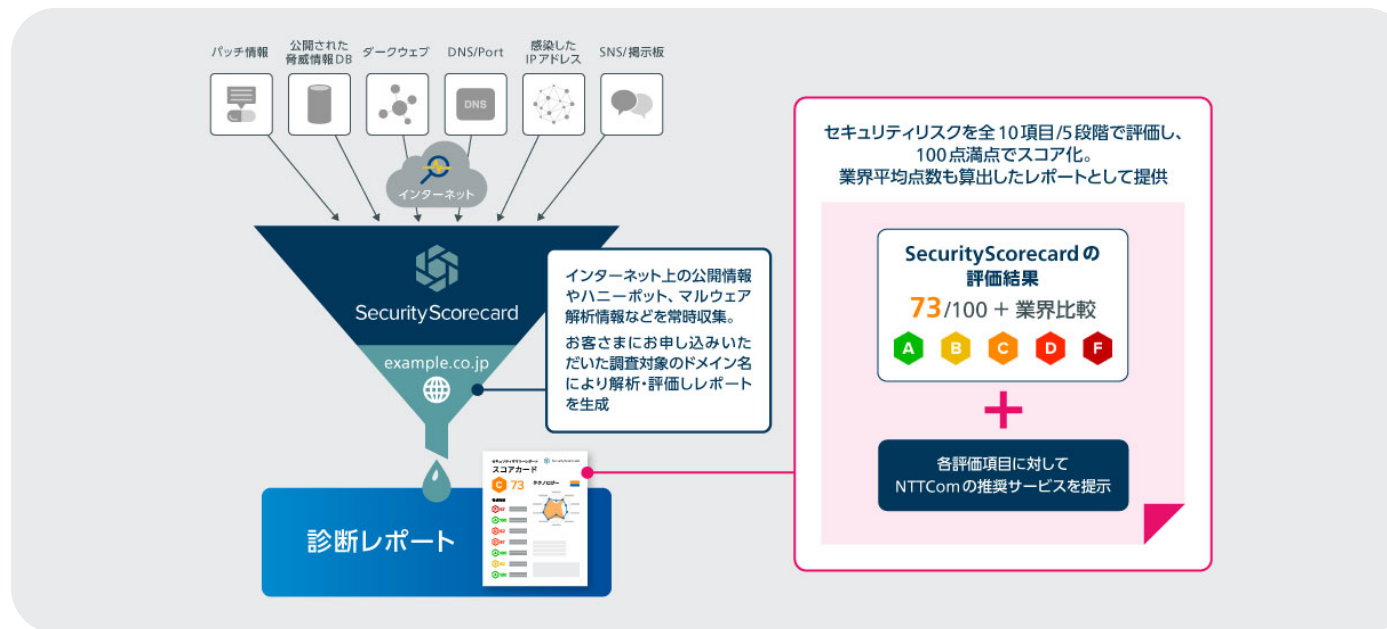 パッチ情報
公開された
脅威情報DB
ダークウェブ
DNS/Port
感染した
IPアドレス
SNS/掲示板
DNS
インターネット
SecurityScorecard
example.co.jp
インターネット上の公開情報
やハニーポット、マルウェア
解析情報などを常時収集。
お客さまにお申し込みいた
だいた調査対象のドメイン名
により解析・評価しレポート
を生成
スコアカード
C 73
テクノロジー
診断レポート
セキュリティリスクを全10項目/5段階で評価し、
100点満点でスコア化。
業界平均点数も算出したレポートとして提供
SecurityScorecardの
評価結果
73/100 + 業界比較
A B C D F
+
各評価項目に対して
NTTComの推奨サービスを提示